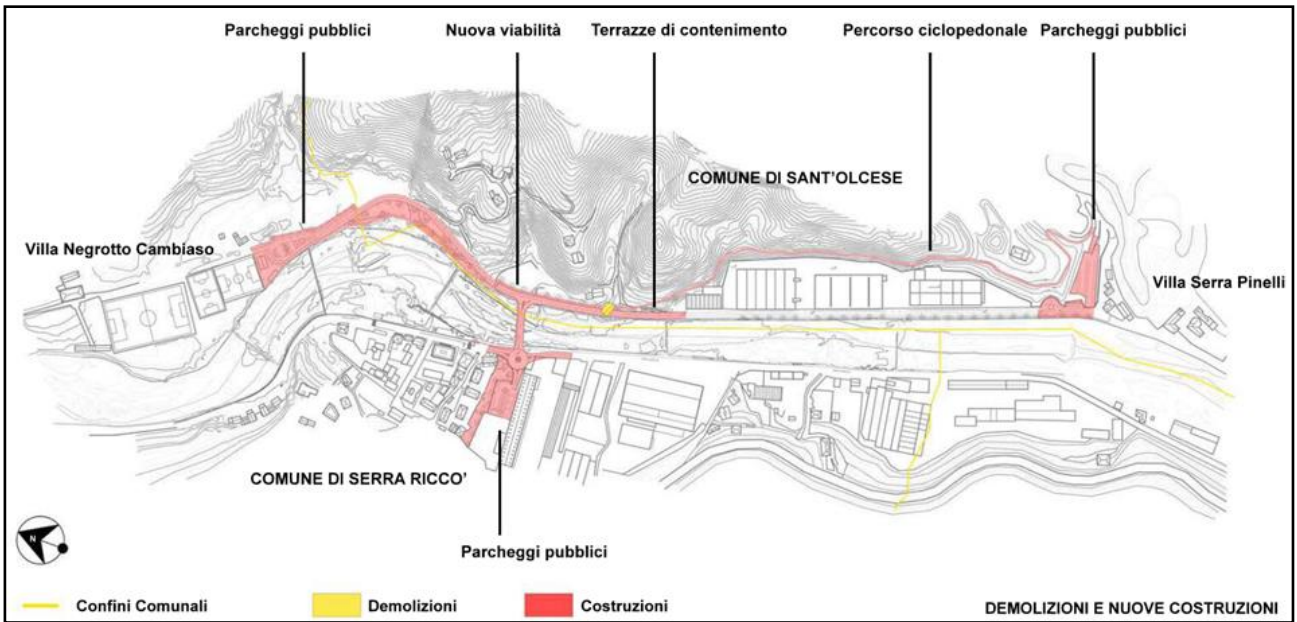 Parcheggi pubblici
Nuova viabilità
Terrazze di contenimento
Percorso ciclopedonale
Parcheggi pubblici
COMUNE DI SANT'OLCESE
Villa Negrotto Cambiaso
Villa Serra Pinelli
COMUNE DI SERRA RICCO'
Parcheggi pubblici
N
Confini Comunali
Demolizioni
Costruzioni
DEMOLIZIONI E NUOVE COSTRUZIONI